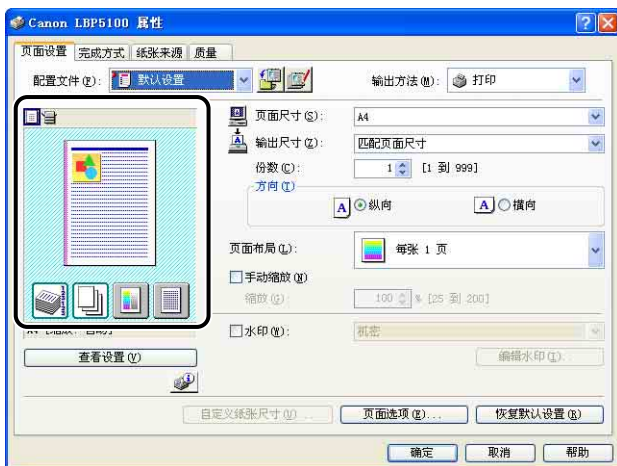 Canon LBP5100 属性
页面设置 完成方式 纸张来源 质量
配置文件(F): 默认设置 输出方法(M): 打印
页面尺寸(S): A4
输出尺寸(Z): 匹配页面尺寸
份数(C): 1 [1 到 999]
方向(T)
A 纵向 A 横向
页面布局(L): 每张 1 页
手动缩放(N)
缩放(G): 100 % [25 到 200]
A4 [缩放: 自动]
水印(W): 机密
查看设置(V) 编辑水印(I)...
自定义纸张尺寸(U)... 页面选项(E)... 恢复默认设置(R)
确定 取消 帮助